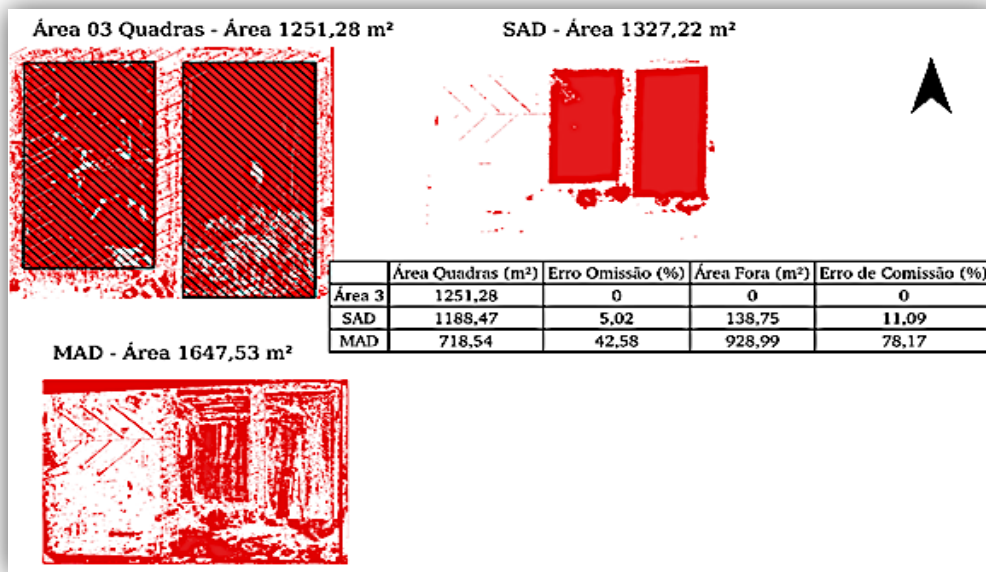 Área 03 Quadras - Área 1251,28 m²
SAD - Área 1327,22 m²
Área Quadras (m²) Erro Omissão (%) Área Fora (m²) Erro de Comissão (%)
Área 3 1251,28 0 0 0
SAD 1188,47 5,02 138,75 11,09
MAD 718,54 42,58 928,99 78,17
MAD - Área 1647,53 m²